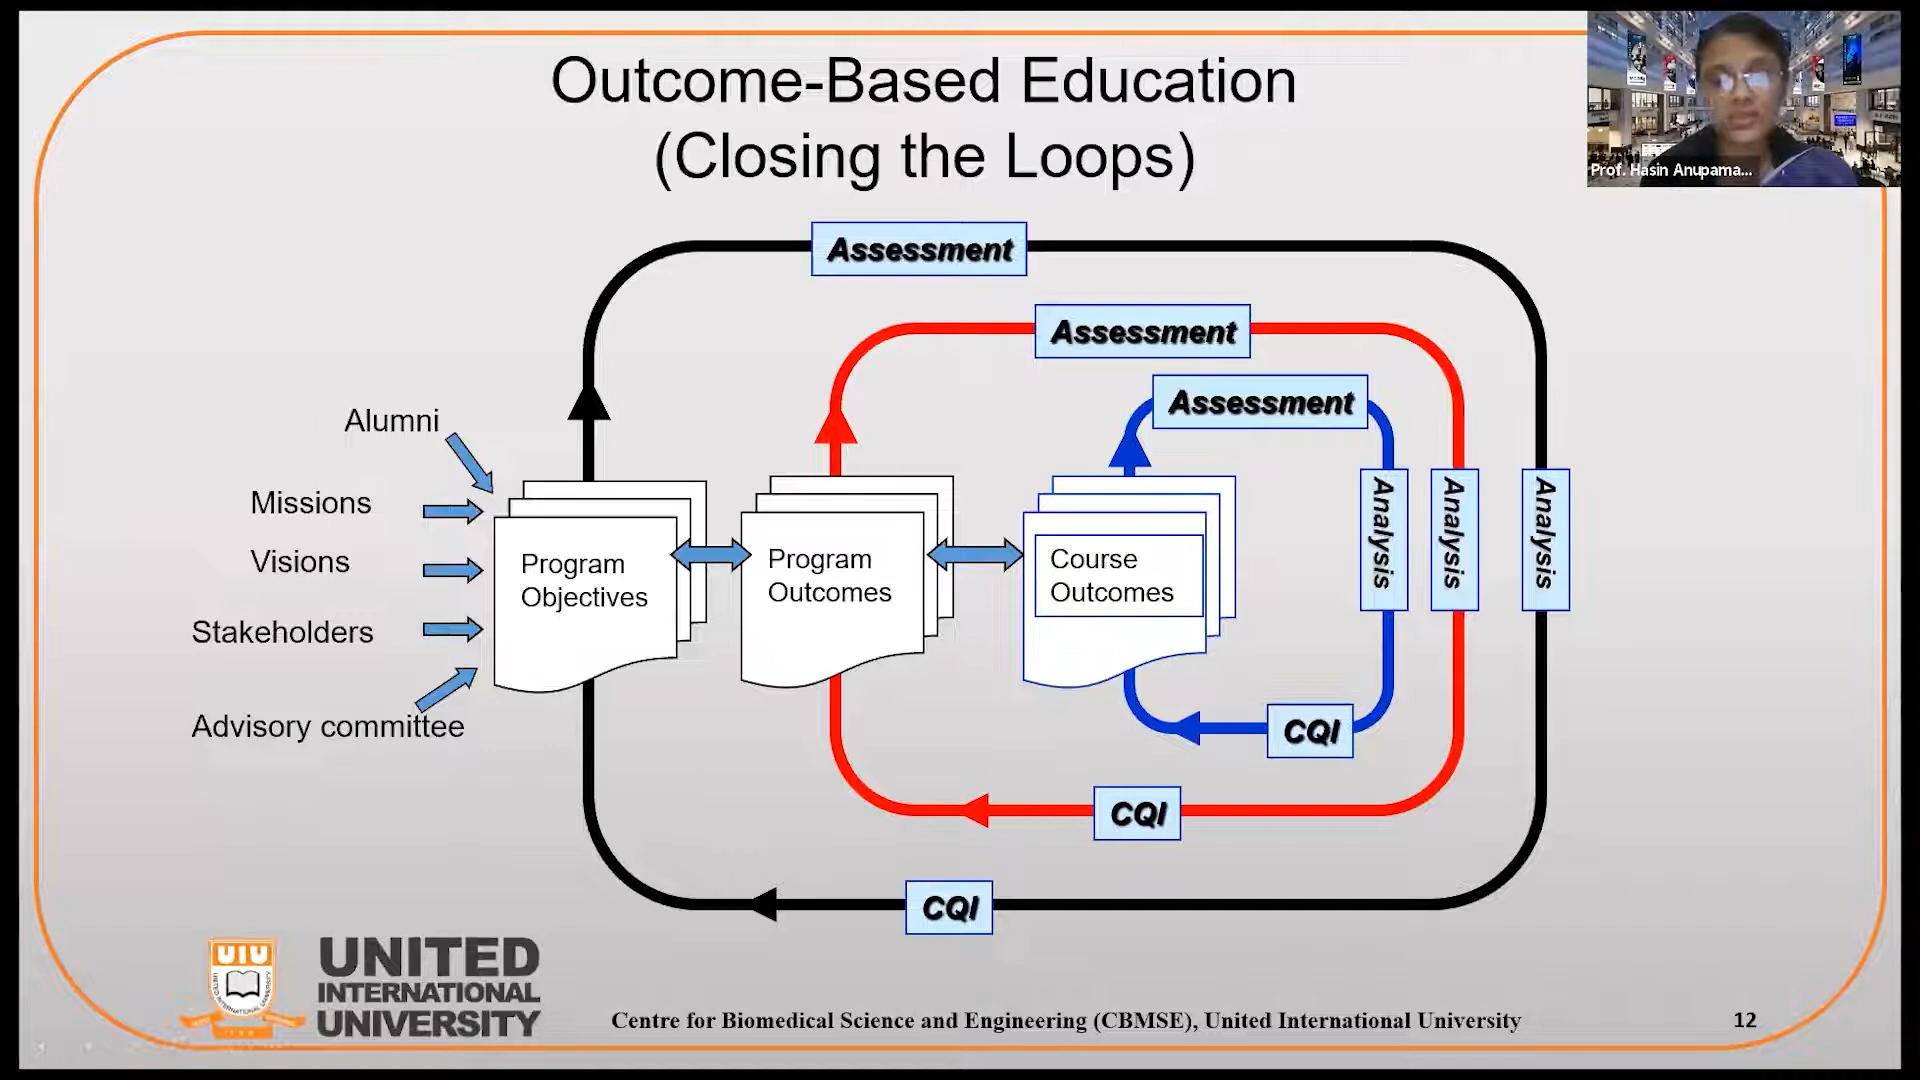 Outcome-Based Education
(Closing the Loops)
Prof. Hasin Anupama...
Assessment
Assessment
Assessment
Alumni
Missions
Visions
Stakeholders
Advisory committee
Program
Objectives
Program
Outcomes
Course
Outcomes
Analysis
Analysis
Analysis
CQI
CQI
CQI
UIU
UNITED
INTERNATIONAL
UNIVERSITY
Centre for Biomedical Science and Engineering (CBMSE), United International University
12